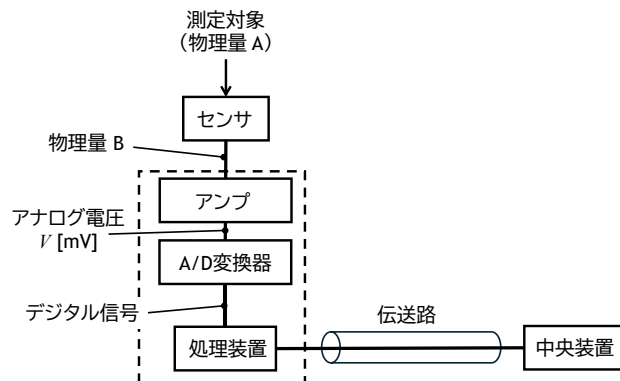 測定対象
（物理量 A）
センサ
物理量 B
アンプ
アナログ電圧
V [mV]
A/D変換器
デジタル信号
伝送路
処理装置
中央装置